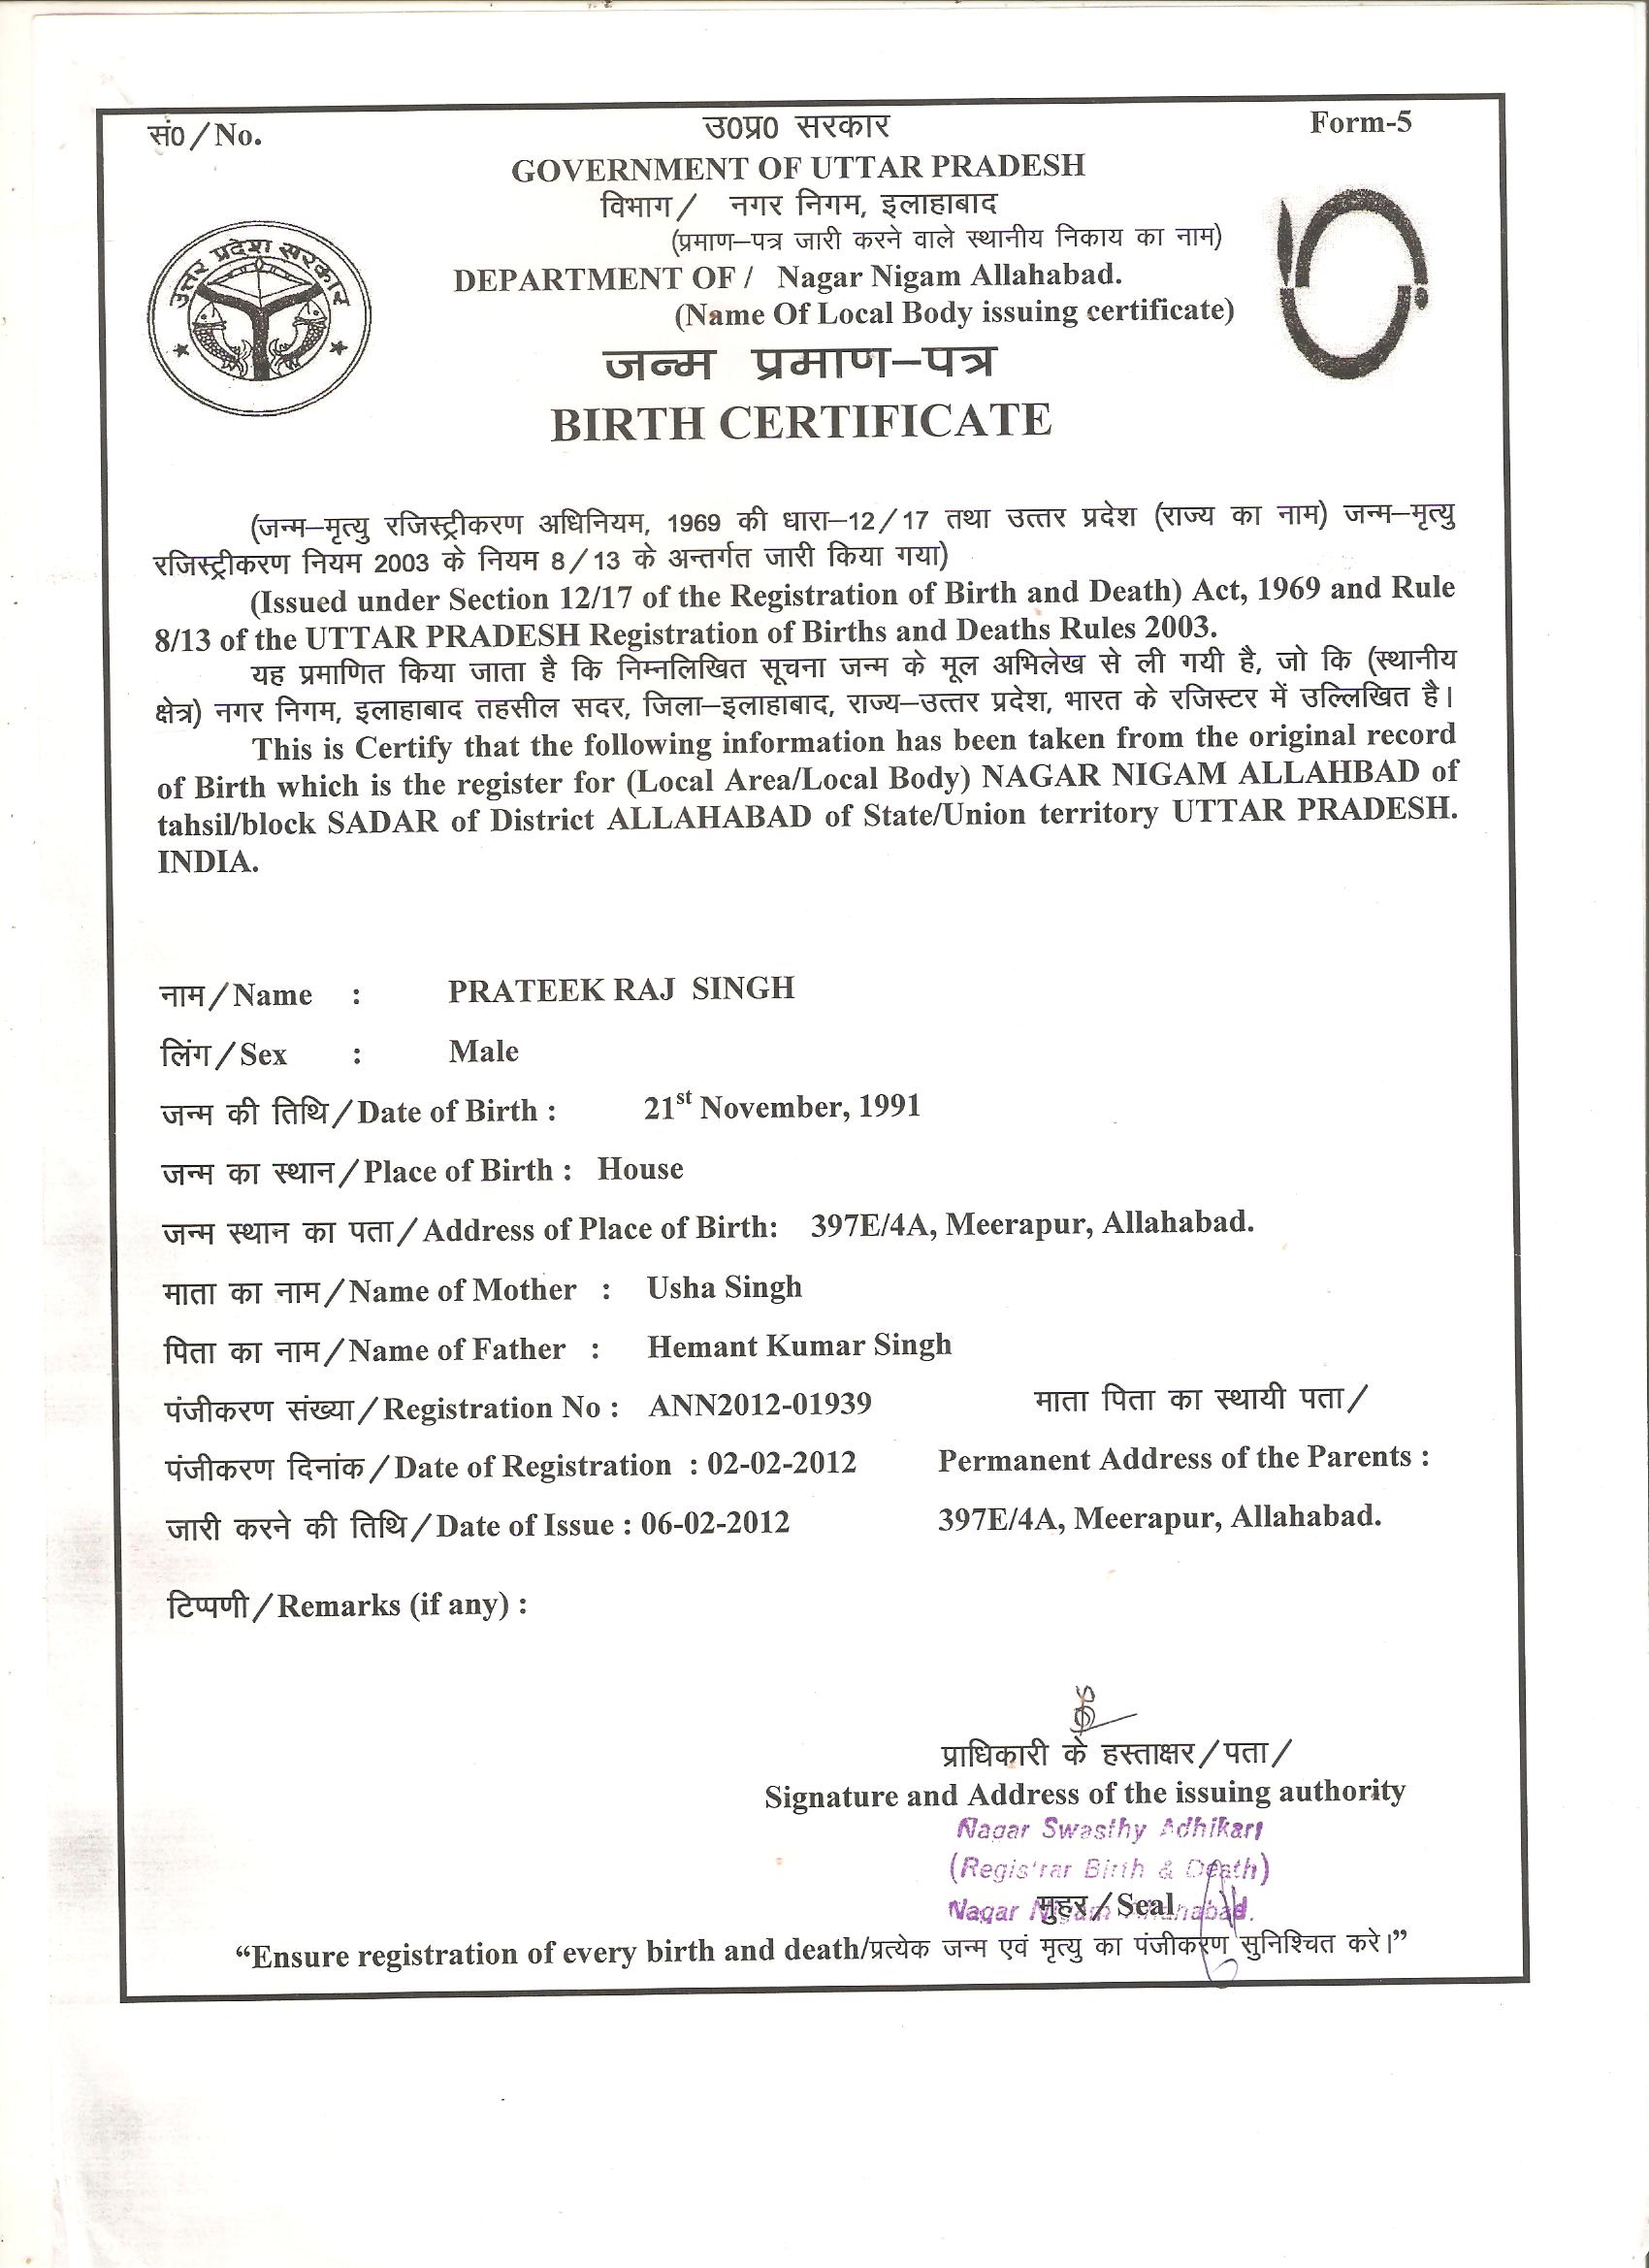 सं0/No.
उ0प्र0 सरकार
Form-5
GOVERNMENT OF UTTAR PRADESH
विभाग/ नगर निगम, इलाहाबाद
(प्रमाण–पत्र जारी करने वाले स्थानीय निकाय का नाम)
DEPARTMENT OF / Nagar Nigam Allahabad.
(Name Of Local Body issuing certificate)
उत्तर प्रदेश सरकार
जन्म प्रमाण–पत्र
BIRTH CERTIFICATE
(जन्म–मृत्यु रजिस्ट्रीकरण अधिनियम, 1969 की धारा–12/17 तथा उत्तर प्रदेश (राज्य का नाम) जन्म–मृत्यु
रजिस्ट्रीकरण नियम 2003 के नियम 8/13 के अन्तर्गत जारी किया गया)
(Issued under Section 12/17 of the Registration of Birth and Death) Act, 1969 and Rule
8/13 of the UTTAR PRADESH Registration of Births and Deaths Rules 2003.
यह प्रमाणित किया जाता है कि निम्नलिखित सूचना जन्म के मूल अभिलेख से ली गयी है, जो कि (स्थानीय
क्षेत्र) नगर निगम, इलाहाबाद तहसील सदर, जिला–इलाहाबाद, राज्य–उत्तर प्रदेश, भारत के रजिस्टर में उल्लिखित है।
This is Certify that the following information has been taken from the original record
of Birth which is the register for (Local Area/Local Body) NAGAR NIGAM ALLAHBAD of
tahsil/block SADAR of District ALLAHABAD of State/Union territory UTTAR PRADESH.
INDIA.
नाम/Name : PRATEEK RAJ SINGH
लिंग/Sex : Male
जन्म की तिथि/Date of Birth : 21st November, 1991
जन्म का स्थान/Place of Birth : House
जन्म स्थान का पता/Address of Place of Birth: 397E/4A, Meerapur, Allahabad.
माता का नाम/Name of Mother : Usha Singh
पिता का नाम/Name of Father : Hemant Kumar Singh
पंजीकरण संख्या/Registration No : ANN2012-01939 माता पिता का स्थायी पता/
पंजीकरण दिनांक/Date of Registration : 02-02-2012 Permanent Address of the Parents :
जारी करने की तिथि/Date of Issue : 06-02-2012 397E/4A, Meerapur, Allahabad.
टिप्पणी/Remarks (if any) :
प्राधिकारी के हस्ताक्षर/पता/
Signature and Address of the issuing authority
Nagar Swasthy Adhikari
(Registrar Birth & Death)
Nagar Nigam Allahabad.
मुहर/Seal
“Ensure registration of every birth and death/प्रत्येक जन्म एवं मृत्यु का पंजीकरण सुनिश्चित करे।”